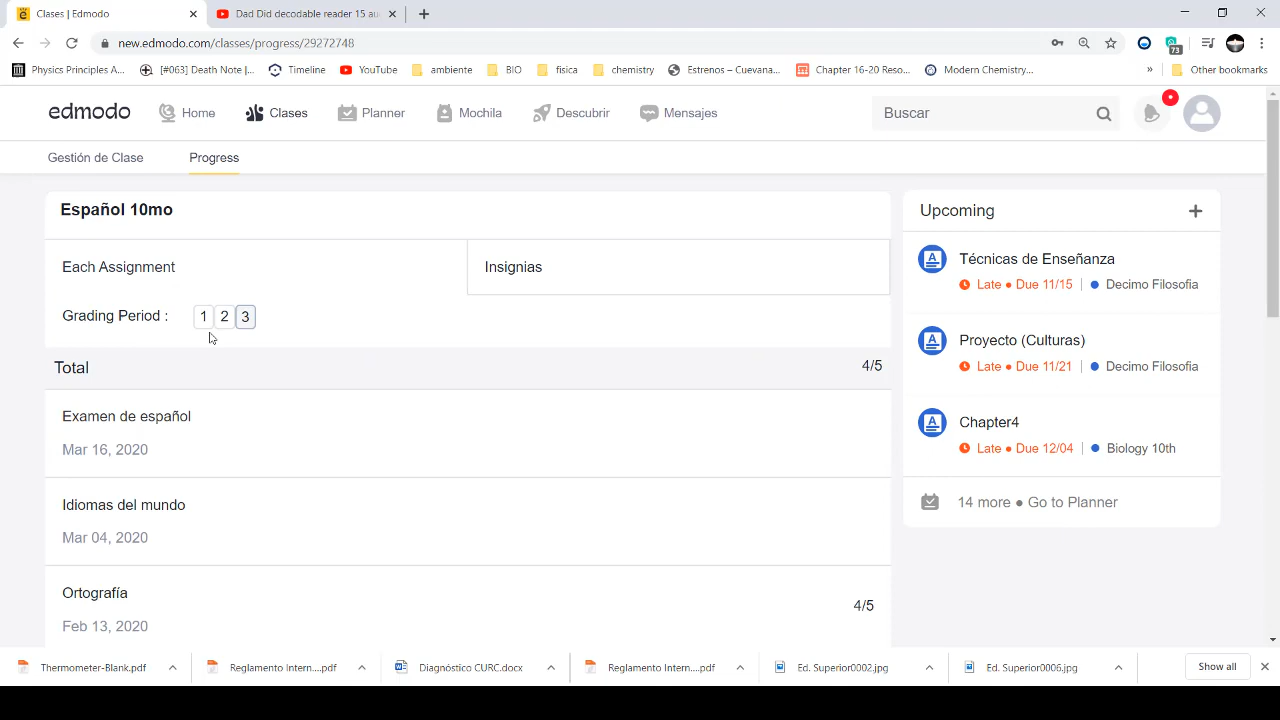 Clases | Edmodo
Dad Did decodable reader 15 au
new.edmodo.com/classes/progress/29272748
73
Physics Principle A...
[#063] Death Note |...
Timeline
YouTube
ambiente
BIO
fisica
chemistry
Estrenos – Cuevana...
Chapter 16-20 Reso...
Modern Chemistry...
»
Other bookmarks
edmodo
Home
Clases
Planner
Mochila
Descubrir
Mensajes
Buscar
Gestión de Clase
Progress
Español 10mo
Each Assignment
Insignias
Grading Period :
1
2
3
Total
4/5
Examen de español
Mar 16, 2020
Idiomas del mundo
Mar 04, 2020
Ortografía
4/5
Feb 13, 2020
Upcoming
Técnicas de Enseñanza
Late • Due 11/15 | • Decimo Filosofia
Proyecto (Culturas)
Late • Due 11/21 | • Decimo Filosofia
Chapter4
Late • Due 12/04 | • Biology 10th
14 more • Go to Planner
Thermometer-Blank.pdf
Reglamento Intern....pdf
Diagnóstico CURC.docx
Reglamento Intern....pdf
Ed. Superior0002.jpg
Ed. Superior0006.jpg
Show all